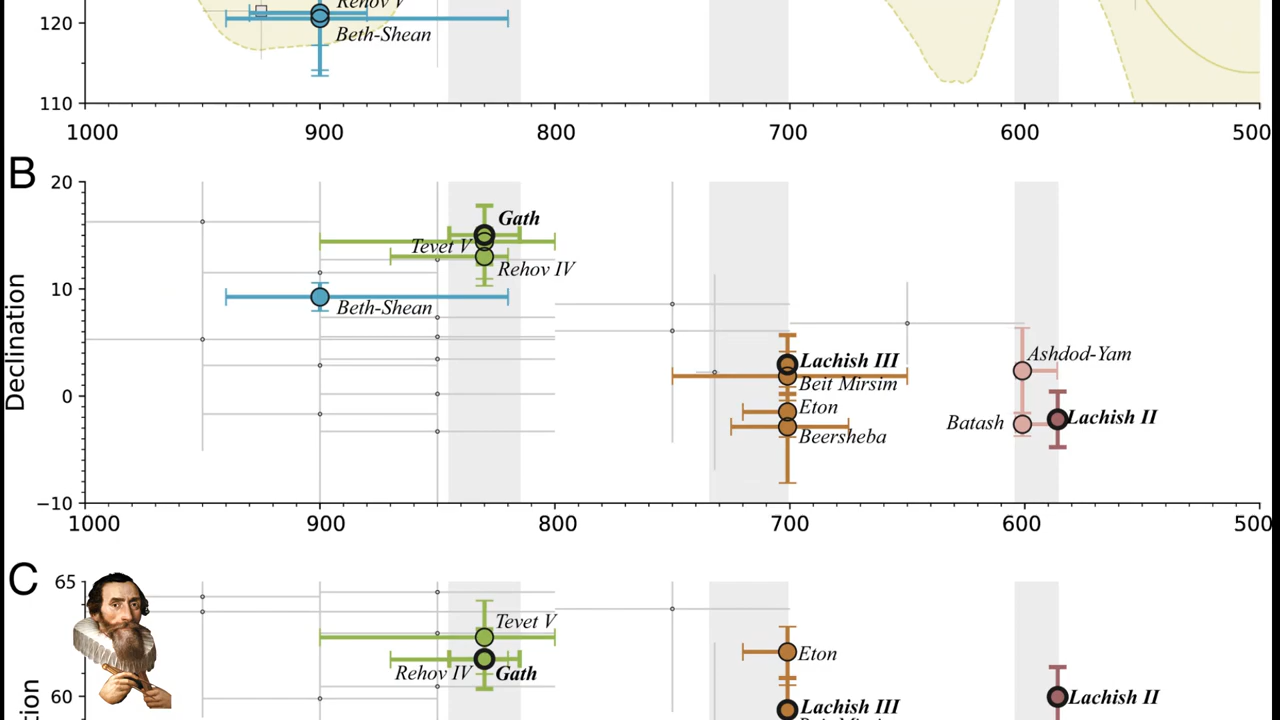 Rehov V
120
Beth-Shean
110
1000 900 800 700 600 500
B
20
Gath
Tevet V
Rehov IV
10
Beth-Shean
Declination
Ashdod-Yam
Lachish III
Beit Mirsim
0
Eton
Batash
Lachish II
Beersheba
−10
1000 900 800 700 600 500
C
65
Tevet V
Eton
Rehov IV
Gath
60
Lachish II
Lachish III